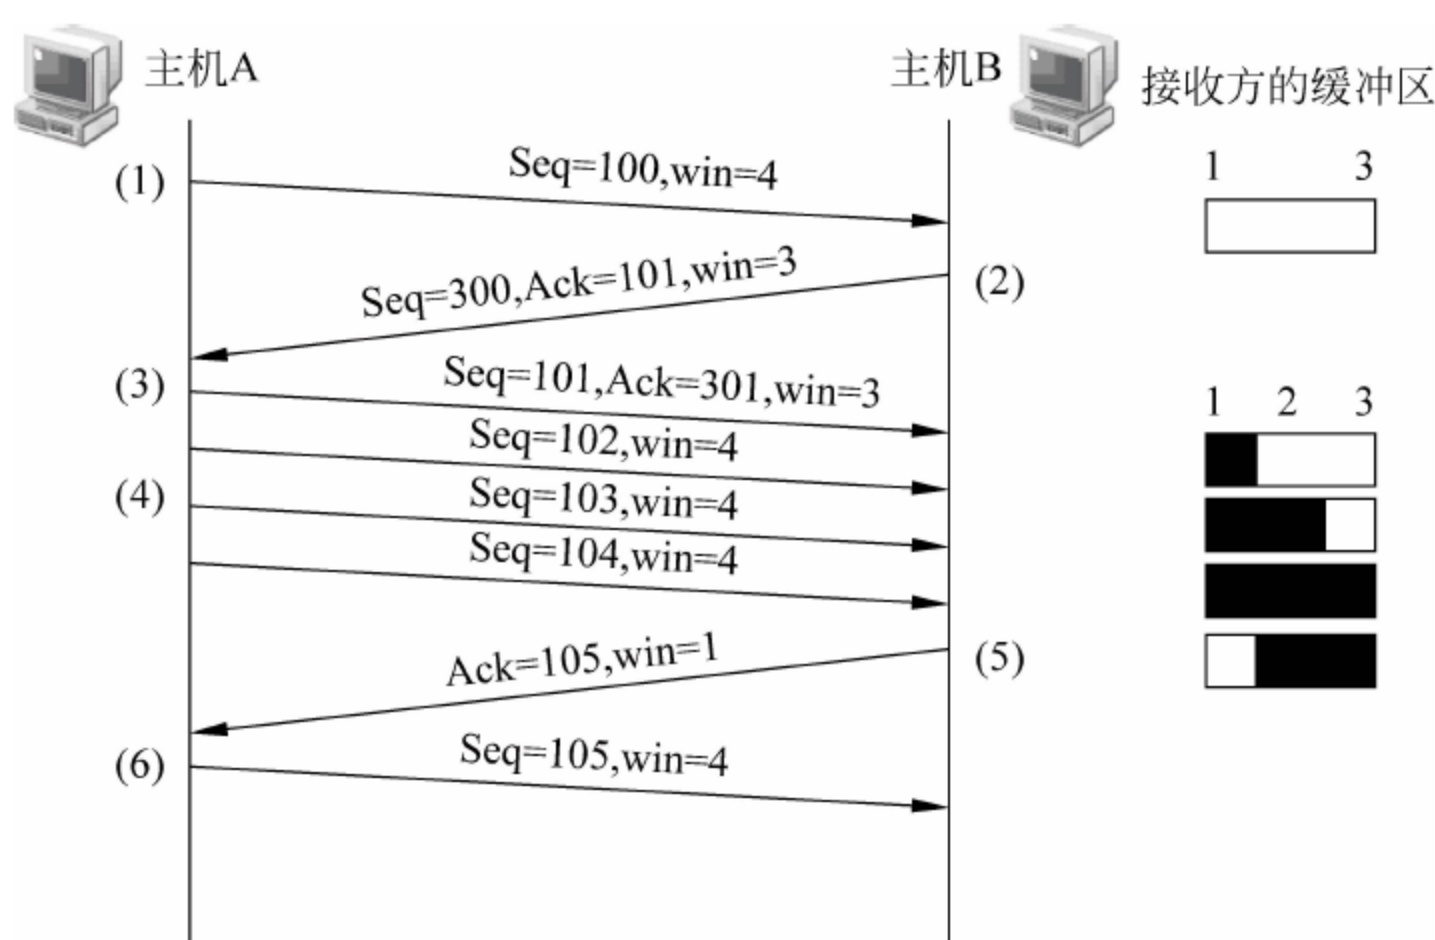 主机A
主机B
接收方的缓冲区
(1)
Seq=100,win=4
1 3
Seq=300,Ack=101,win=3
(2)
(3)
Seq=101,Ack=301,win=3
1 2 3
Seq=102,win=4
(4)
Seq=103,win=4
Seq=104,win=4
Ack=105,win=1
(5)
(6)
Seq=105,win=4